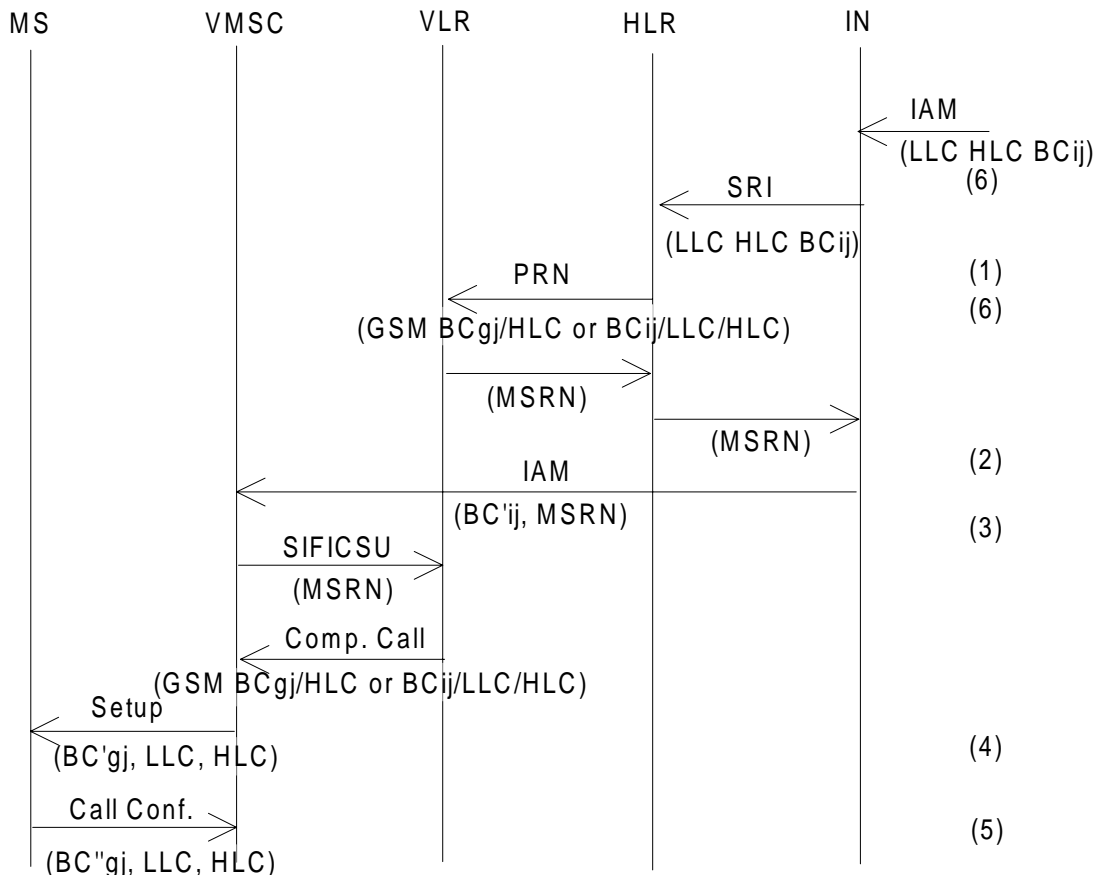 MS VMSC VLR HLR IN
IAM
(LLC HLC BCij)
(6)
SRI
(LLC HLC BCij)
(1)
PRN
(6)
(GSM BCgj/HLC or BCij/LLC/HLC)
(MSRN)
(MSRN)
(2)
IAM
(BC'ij, MSRN)
(3)
SIFICSU
(MSRN)
Comp. Call
(GSM BCgj/HLC or BCij/LLC/HLC)
Setup
(BC'gj, LLC, HLC)
(4)
Call Conf.
(5)
(BC"gj, LLC, HLC)